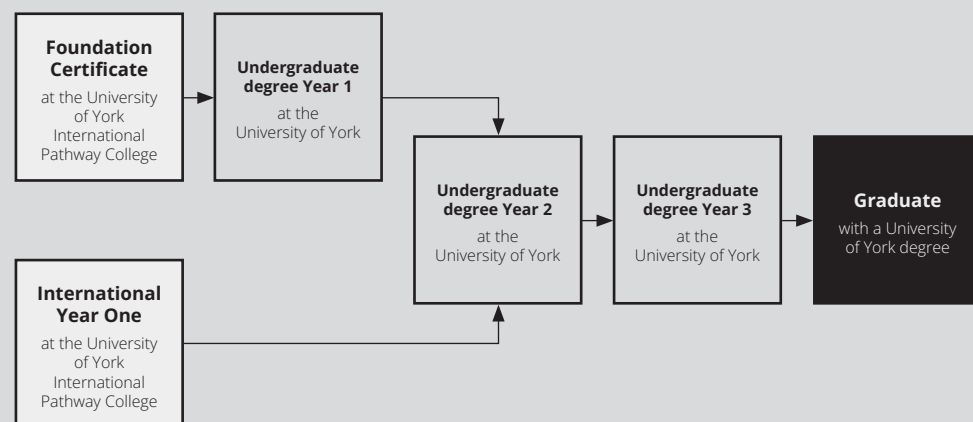 Foundation
Certificate
at the University
of York
International
Pathway College
Undergraduate
degree Year 1
at the
University of York
Undergraduate
degree Year 2
at the
University of York
Undergraduate
degree Year 3
at the
University of York
Graduate
with a University
of York degree
International
Year One
at the University
of York
International
Pathway College